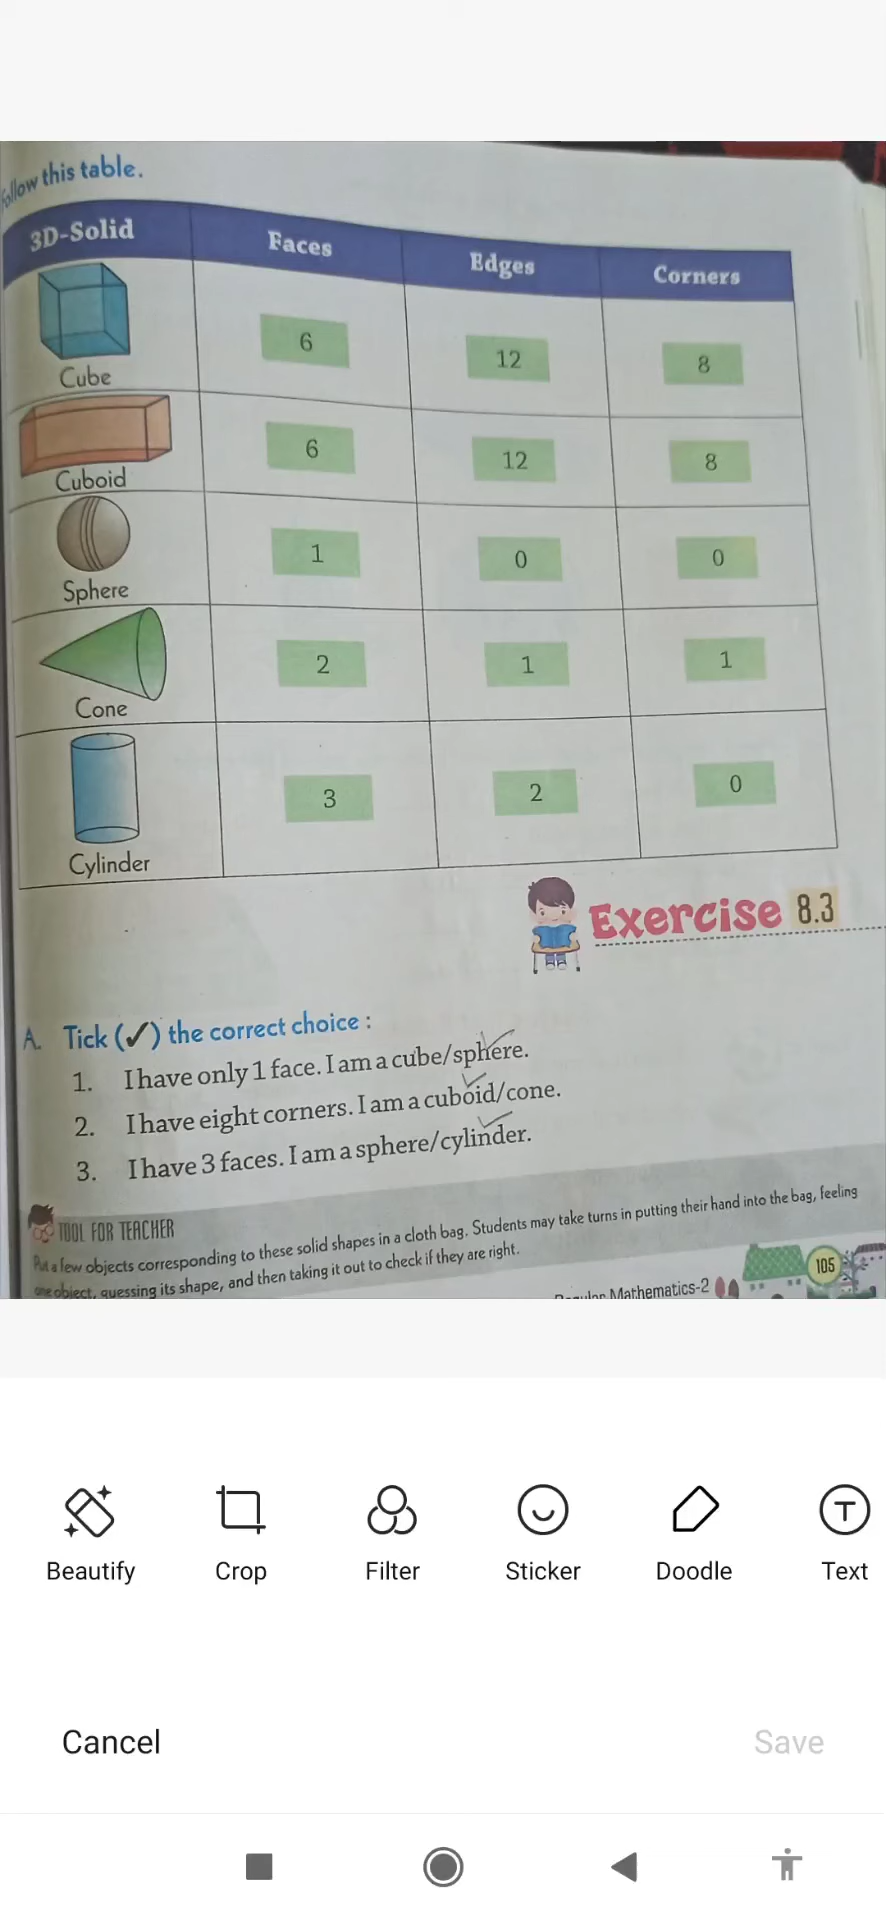 follow this table.
3D-Solid Faces Edges Corners
6 12 8
Cube
6 12 8
Cuboid
1 0 0
Sphere
2 1 1
Cone
3 2 0
Cylinder
Exercise 8.3
A. Tick (✓) the correct choice :
1. I have only 1 face. I am a cube/sphere.
2. I have eight corners. I am a cuboid/cone.
3. I have 3 faces. I am a sphere/cylinder.
TOOL FOR TEACHER
Put a few objects corresponding to these solid shapes in a cloth bag. Students may take turns in putting their hand into the bag, feeling
one object, guessing its shape, and then taking it out to check if they are right.
Mathematics-2 105
Beautify Crop Filter Sticker Doodle Text
Cancel Save